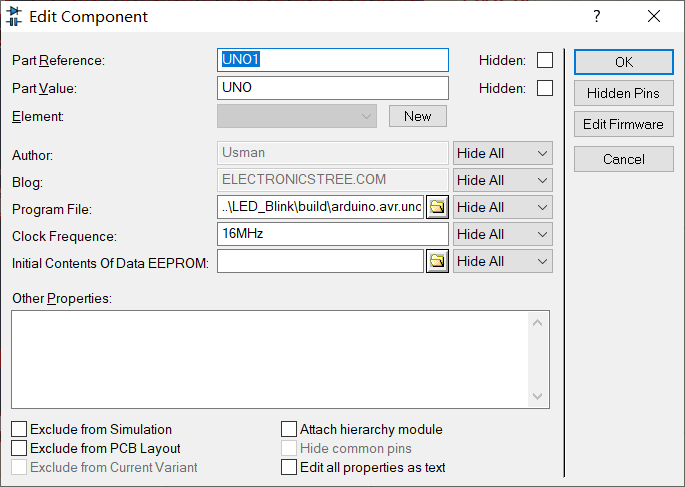 Edit Component ?
Part Reference: UNO1 Hidden: OK
Part Value: UNO Hidden: Hidden Pins
Element: New Edit Firmware
Author: Usman Hide All Cancel
Blog: ELECTRONICSTREE.COM Hide All
Program File: ..\LED_Blink\build\arduino.avr.uno Hide All
Clock Frequence: 16MHz Hide All
Initial Contents Of Data EEPROM: Hide All
Other Properties:
Exclude from Simulation Attach hierarchy module
Exclude from PCB Layout Hide common pins
Exclude from Current Variant Edit all properties as text